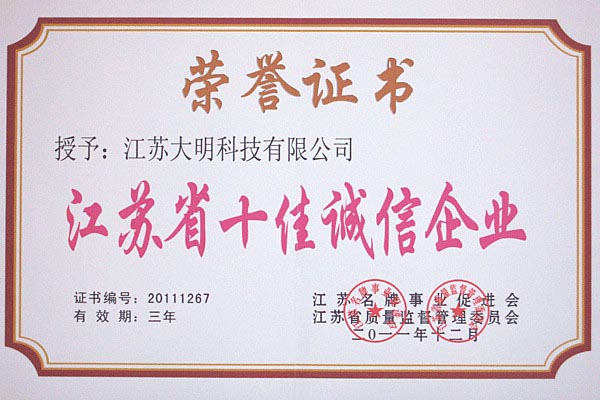 荣誉证书
授予：江苏大明科技有限公司
江苏省十佳诚信企业
证书编号：20111267
有效期：三年
江苏名牌事业促进会
江苏省质量监督管理委员会
二〇一一年十二月